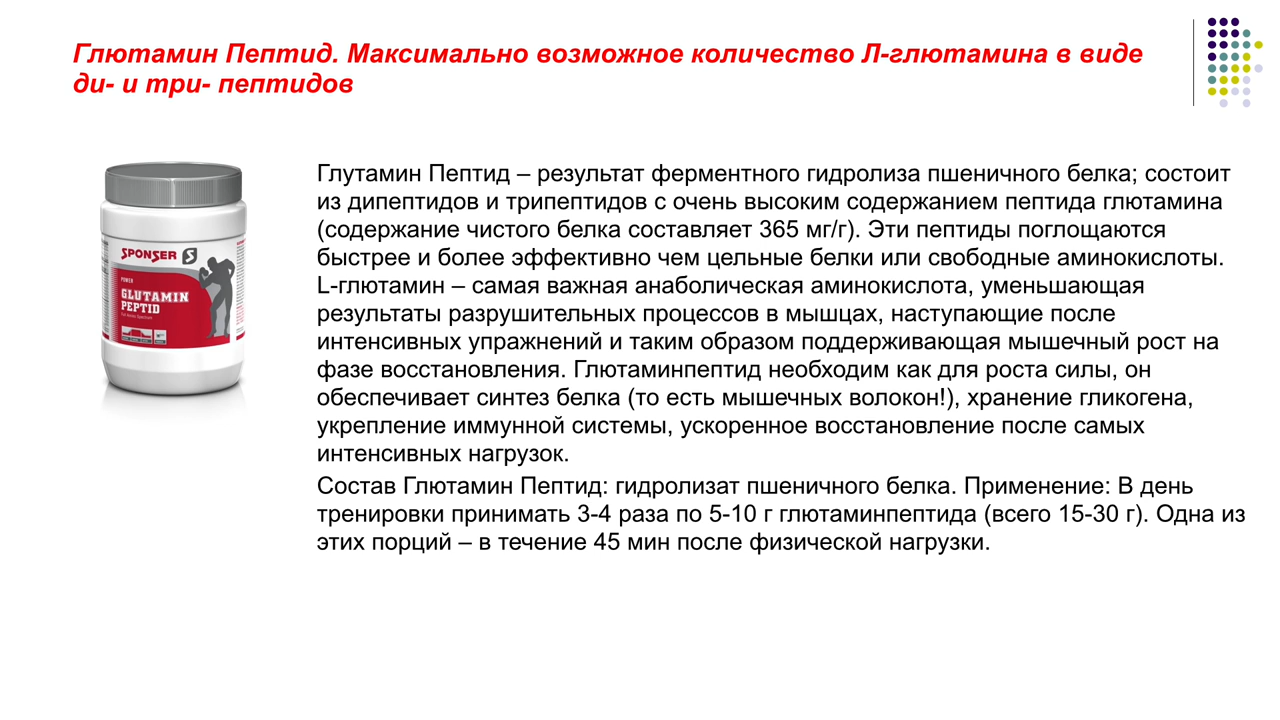 Глютамин Пептид. Максимально возможное количество Л-глютамина в виде
ди- и три- пептидов
SPONSER S
POWER
GLUTAMIN
PEPTID
Глутамин Пептид – результат ферментного гидролиза пшеничного белка; состоит
из дипептидов и трипептидов с очень высоким содержанием пептида глютамина
(содержание чистого белка составляет 365 мг/г). Эти пептиды поглощаются
быстрее и более эффективно чем цельные белки или свободные аминокислоты.
L-глютамин – самая важная анаболическая аминокислота, уменьшающая
результаты разрушительных процессов в мышцах, наступающие после
интенсивных упражнений и таким образом поддерживающая мышечный рост на
фазе восстановления. Глютаминпептид необходим как для роста силы, он
обеспечивает синтез белка (то есть мышечных волокон!), хранение гликогена,
укрепление иммунной системы, ускоренное восстановление после самых
интенсивных нагрузок.
Состав Глютамин Пептид: гидролизат пшеничного белка. Применение: В день
тренировки принимать 3-4 раза по 5-10 г глютаминпептида (всего 15-30 г). Одна из
этих порций – в течение 45 мин после физической нагрузки.